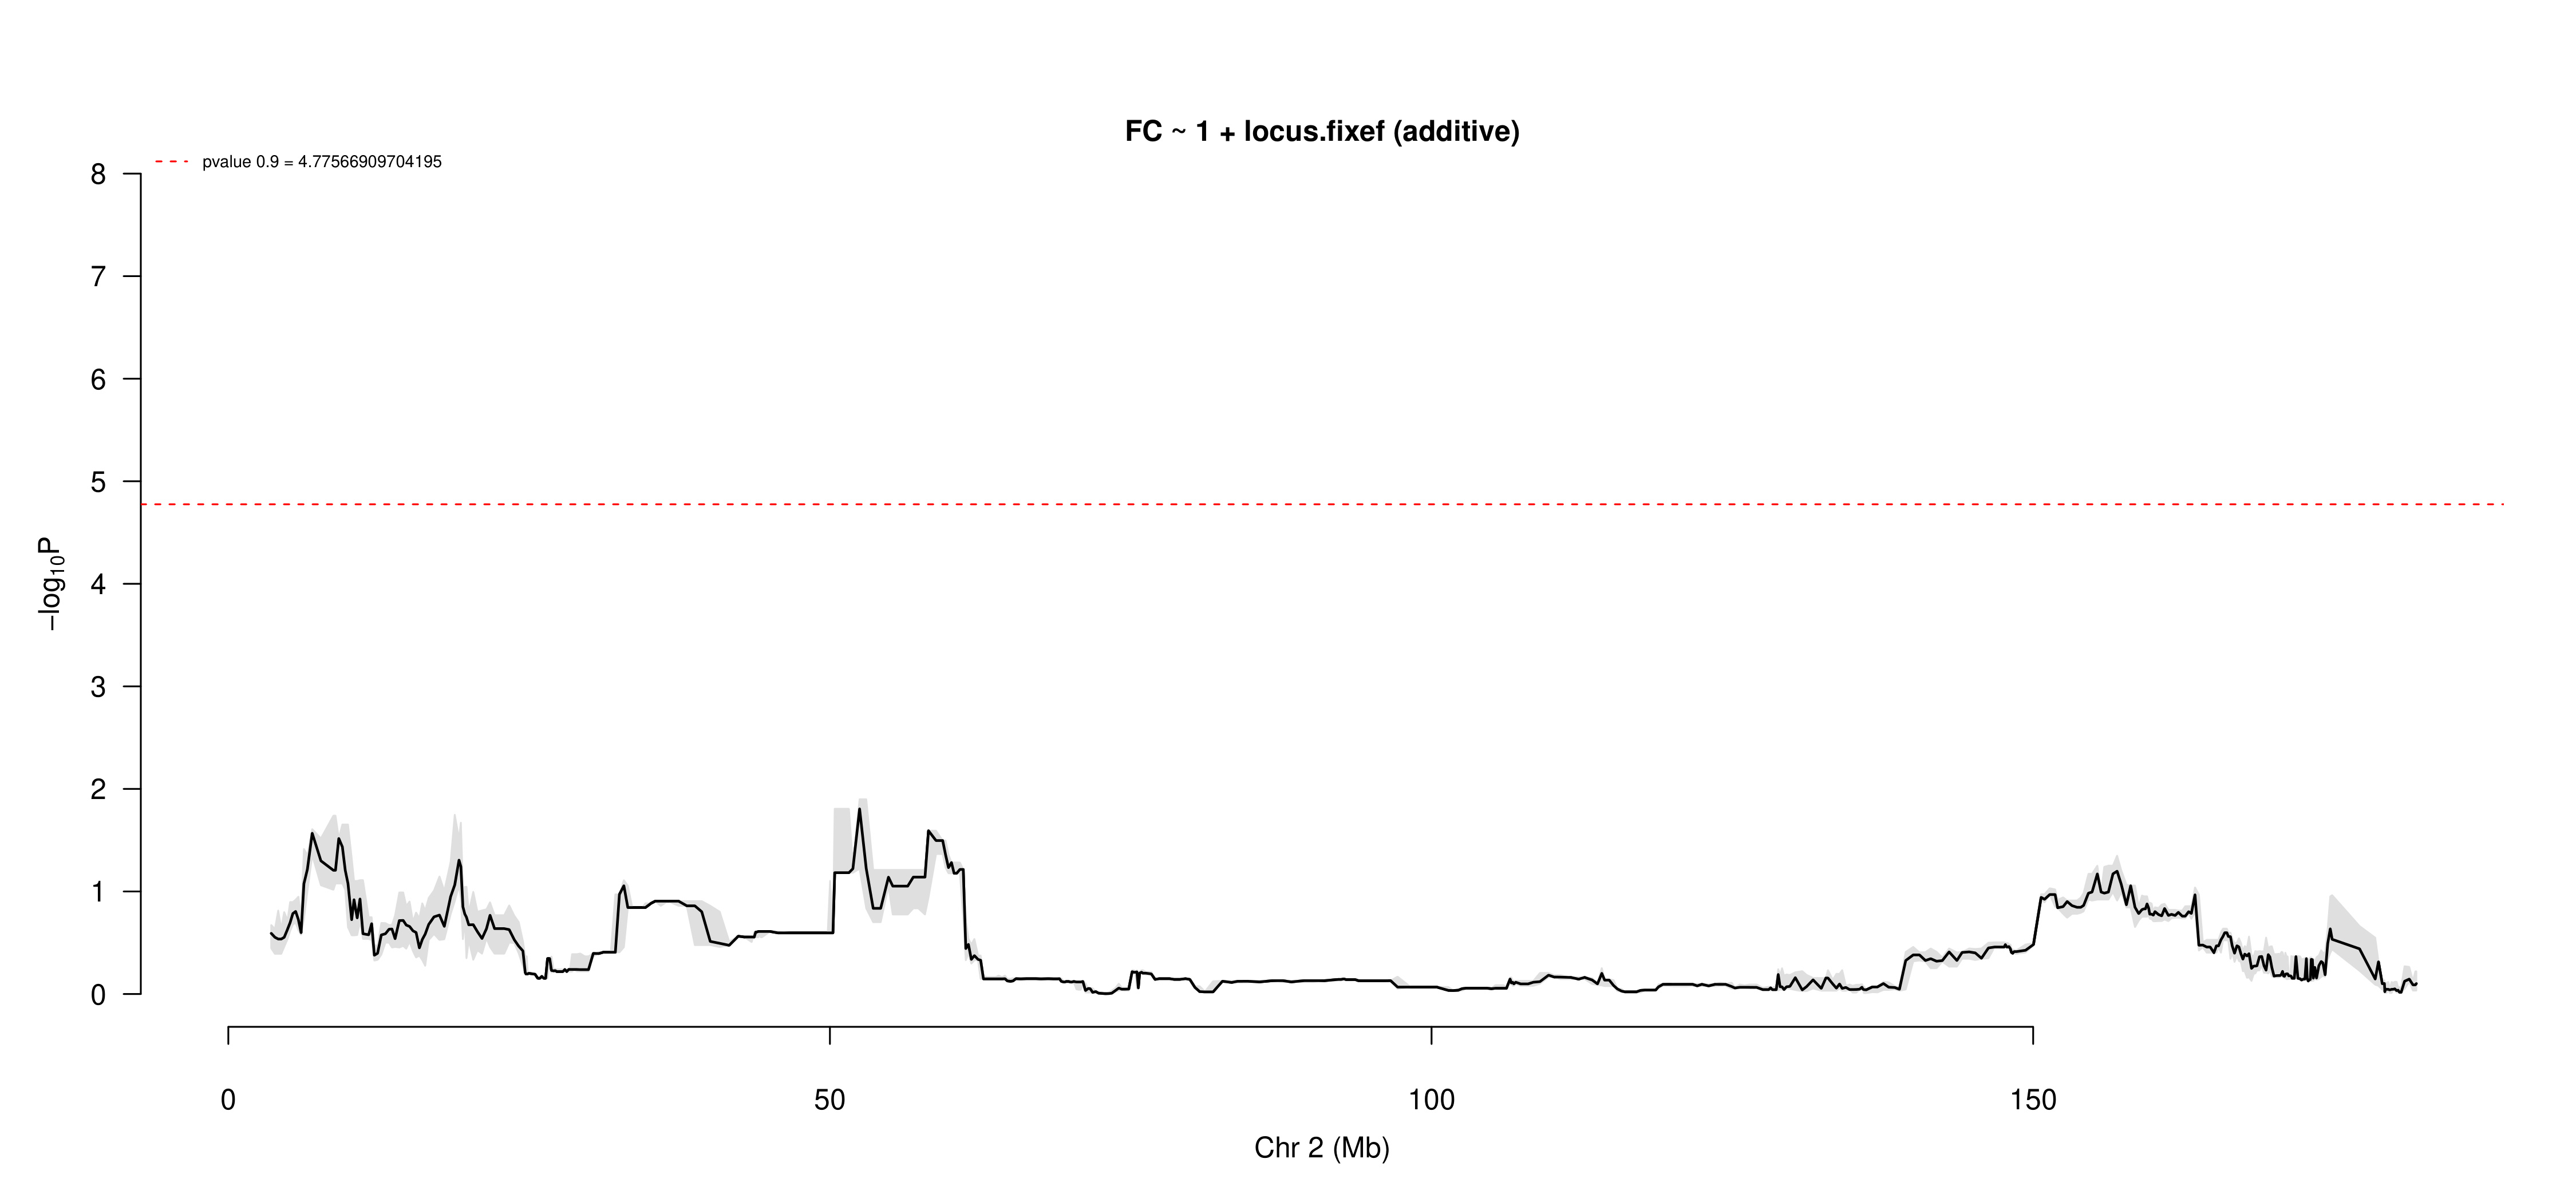 FC ~ 1 + locus.fixef (additive)
pvalue 0.9 = 4.77566909704195
8
7
6
5
4
3
2
1
0
−log10P
0 50 100 150
Chr 2 (Mb)